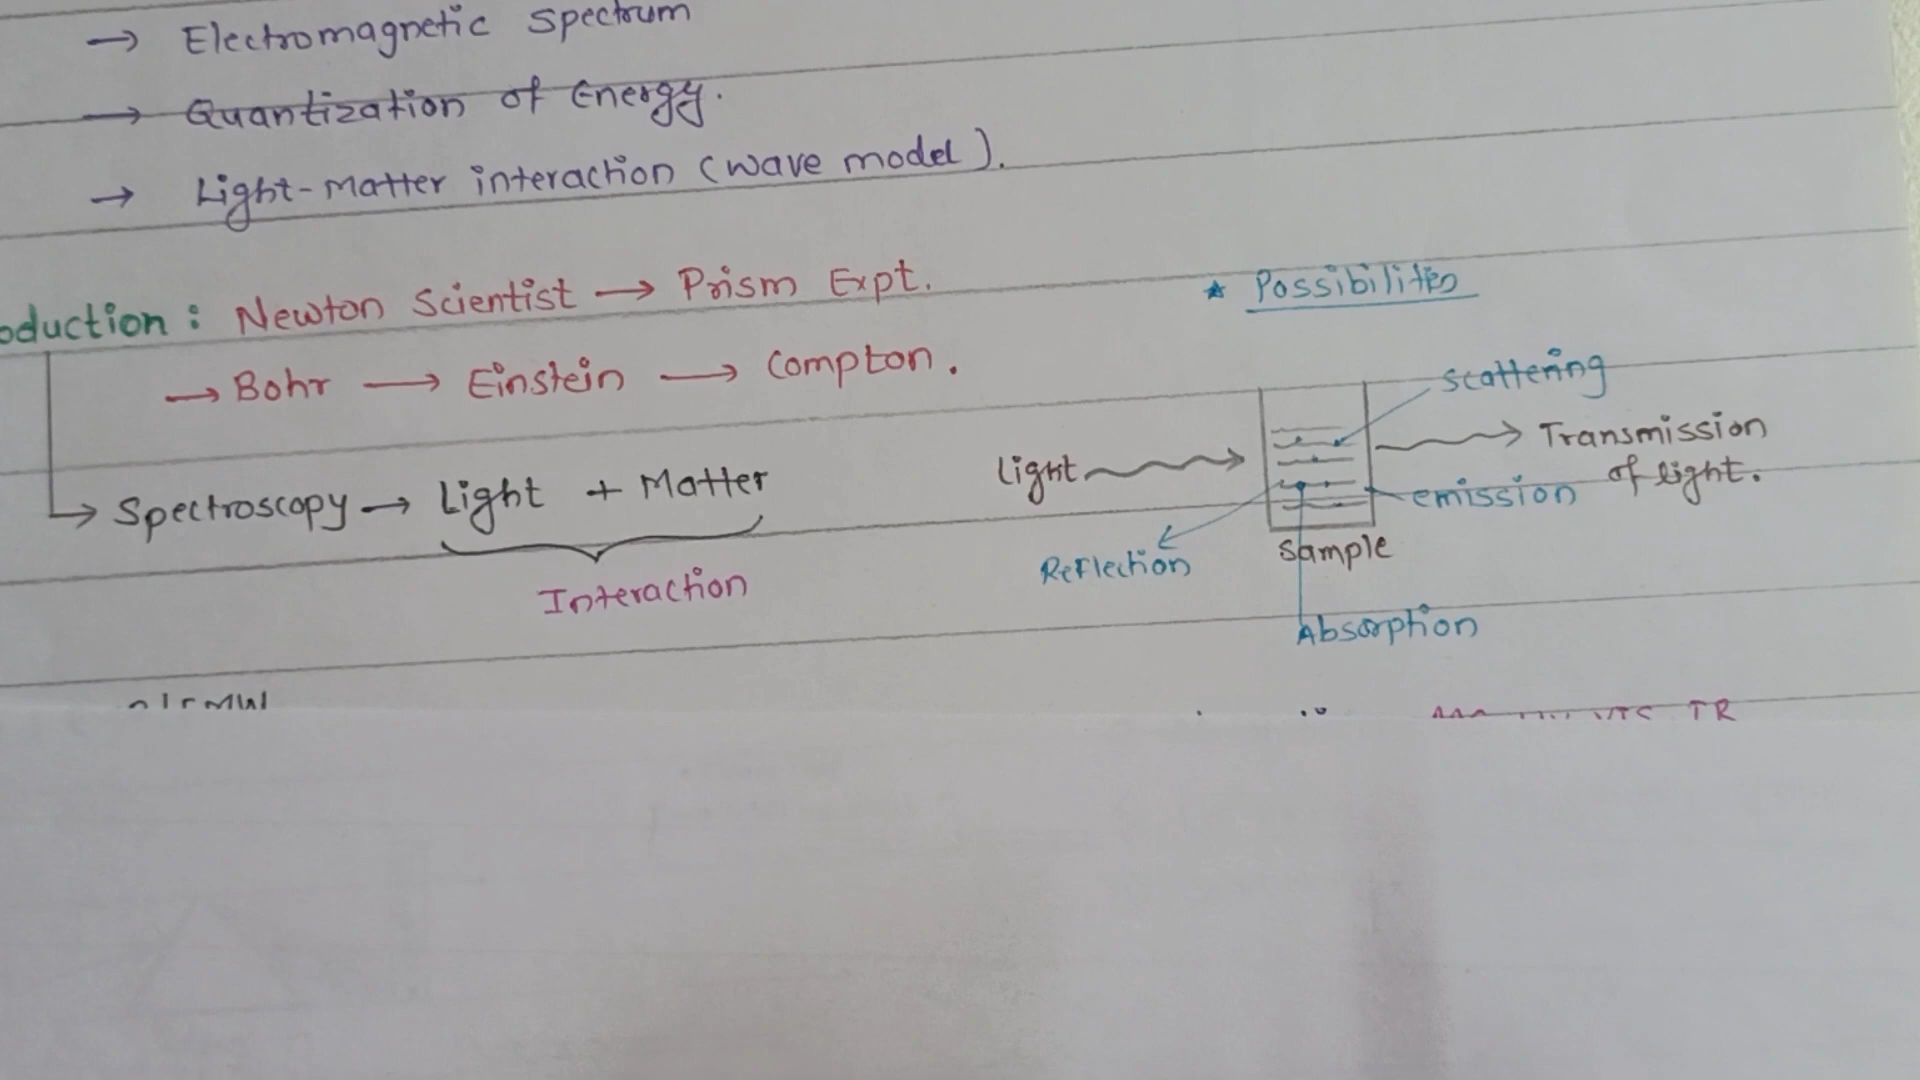 → Electromagnetic Spectrum
→ Quantization of Energy.
→ Light-Matter interaction (wave model).
oduction : Newton Scientist → Prism Expt.
→ Bohr → Einstein → Compton.
Spectroscopy → Light + Matter
Interaction
* Possibilites
scattering
Light
Transmission
of light.
emission
Reflection
Sample
Absorption